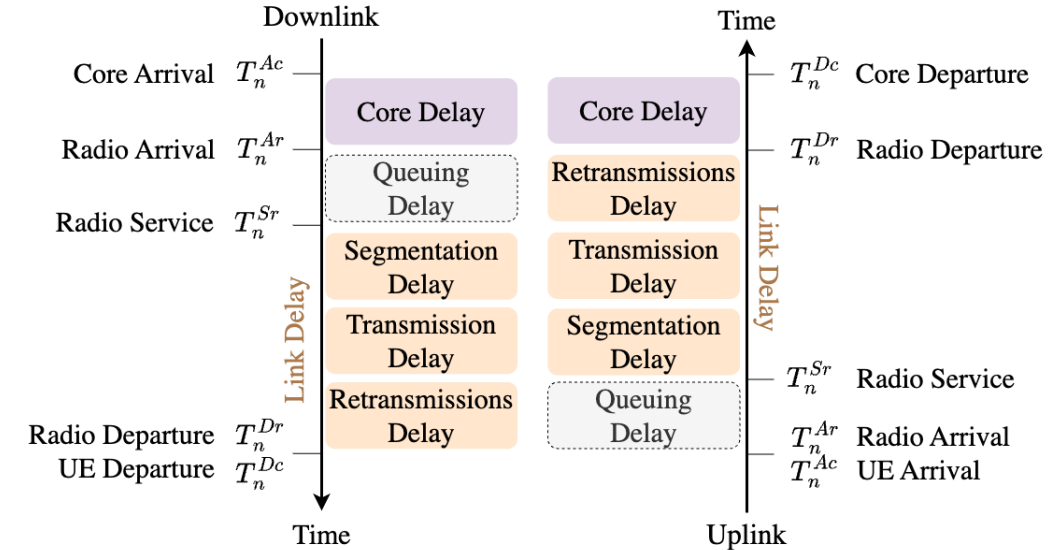 Downlink
Core Arrival T_n^{Ac}
Core Delay
Radio Arrival T_n^{Ar}
Queuing
Delay
Radio Service T_n^{Sr}
Segmentation
Delay
Link Delay
Transmission
Delay
Retransmissions
Delay
Radio Departure T_n^{Dr}
UE Departure T_n^{Dc}
Time
Time
T_n^{Dc} Core Departure
Core Delay
T_n^{Dr} Radio Departure
Retransmissions
Delay
Link Delay
Transmission
Delay
Segmentation
Delay
T_n^{Sr} Radio Service
Queuing
Delay
T_n^{Ar} Radio Arrival
T_n^{Ac} UE Arrival
Uplink